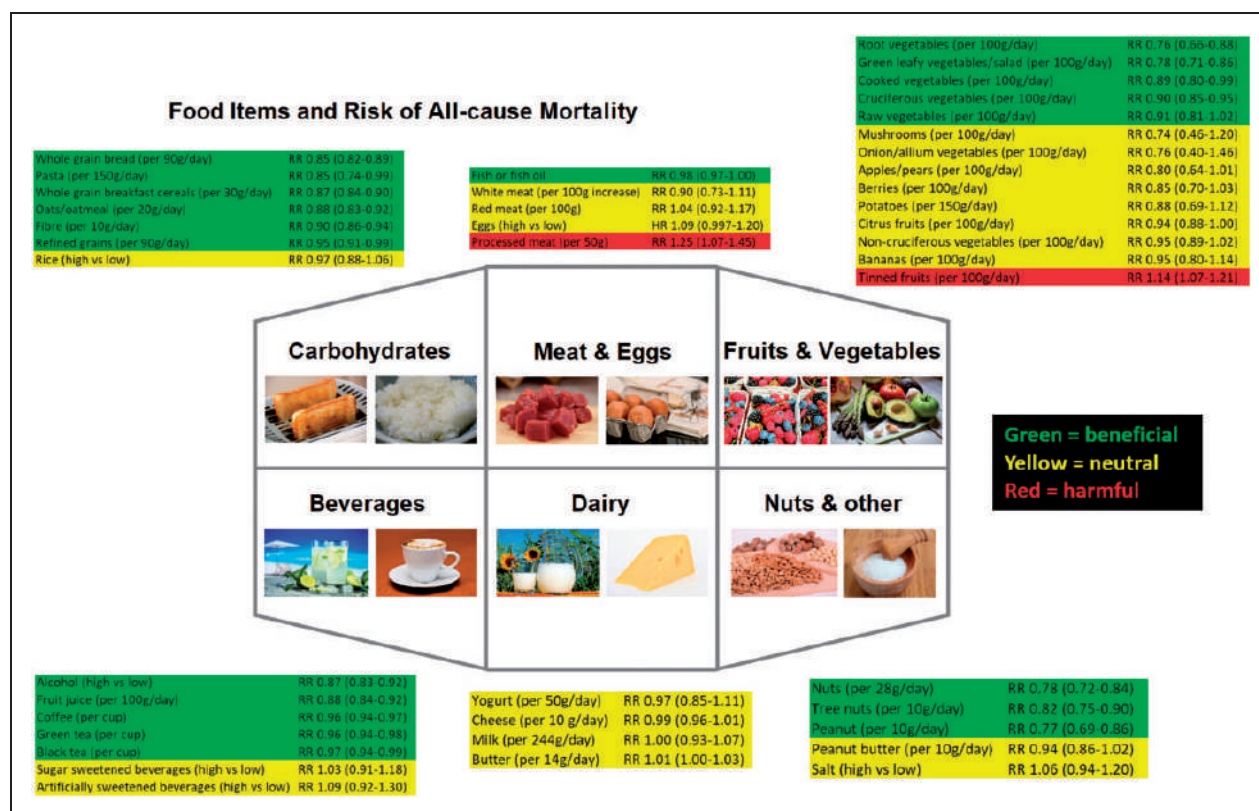 Food Items and Risk of All-cause Mortality
Whole grain bread (per 90g/day) RR 0.85 (0.82-0.89)
Pasta (per 150g/day) RR 0.85 (0.74-0.99)
Whole grain breakfast cereals (per 30g/day) RR 0.87 (0.84-0.90)
Oats/oatmeal (per 20g/day) RR 0.88 (0.83-0.92)
Fibre (per 10g/day) RR 0.90 (0.86-0.94)
Refined grains (per 90g/day) RR 0.95 (0.91-0.99)
Rice (high vs low) RR 0.97 (0.88-1.06)
Fish or fish oil RR 0.98 (0.97-1.00)
White meat (per 100g increase) RR 0.90 (0.73-1.11)
Red meat (per 100g) RR 1.04 (0.92-1.17)
Eggs (high vs low) HR 1.09 (0.997-1.20)
Processed meat (per 50g) RR 1.25 (1.07-1.45)
Root vegetables (per 100g/day) RR 0.76 (0.66-0.88)
Green leafy vegetables/salad (per 100g/day) RR 0.78 (0.71-0.86)
Cooked vegetables (per 100g/day) RR 0.89 (0.80-0.99)
Cruciferous vegetables (per 100g/day) RR 0.90 (0.85-0.95)
Raw vegetables (per 100g/day) RR 0.91 (0.81-1.02)
Mushrooms (per 100g/day) RR 0.74 (0.46-1.20)
Onion/allium vegetables (per 100g/day) RR 0.76 (0.40-1.46)
Apples/pears (per 100g/day) RR 0.80 (0.64-1.01)
Berries (per 100g/day) RR 0.85 (0.70-1.03)
Potatoes (per 150g/day) RR 0.88 (0.69-1.12)
Citrus fruits (per 100g/day) RR 0.94 (0.88-1.00)
Non-cruciferous vegetables (per 100g/day) RR 0.95 (0.89-1.02)
Bananas (per 100g/day) RR 0.95 (0.80-1.14)
Tinned fruits (per 100g/day) RR 1.14 (1.07-1.21)
Carbohydrates
Meat & Eggs
Fruits & Vegetables
Green = beneficial
Yellow = neutral
Red = harmful
Beverages
Dairy
Nuts & other
Alcohol (high vs low) RR 0.87 (0.83-0.92)
Fruit juice (per 100g/day) RR 0.88 (0.84-0.92)
Coffee (per cup) RR 0.96 (0.94-0.97)
Green tea (per cup) RR 0.96 (0.94-0.98)
Black tea (per cup) RR 0.97 (0.94-0.99)
Sugar sweetened beverages (high vs low) RR 1.03 (0.91-1.18)
Artificially sweetened beverages (high vs low) RR 1.09 (0.92-1.30)
Yogurt (per 50g/day) RR 0.97 (0.85-1.11)
Cheese (per 10 g/day) RR 0.99 (0.96-1.01)
Milk (per 244g/day) RR 1.00 (0.93-1.07)
Butter (per 14g/day) RR 1.01 (1.00-1.03)
Nuts (per 28g/day) RR 0.78 (0.72-0.84)
Tree nuts (per 10g/day) RR 0.82 (0.75-0.90)
Peanut (per 10g/day) RR 0.77 (0.69-0.86)
Peanut butter (per 10g/day) RR 0.94 (0.86-1.02)
Salt (high vs low) RR 1.06 (0.94-1.20)